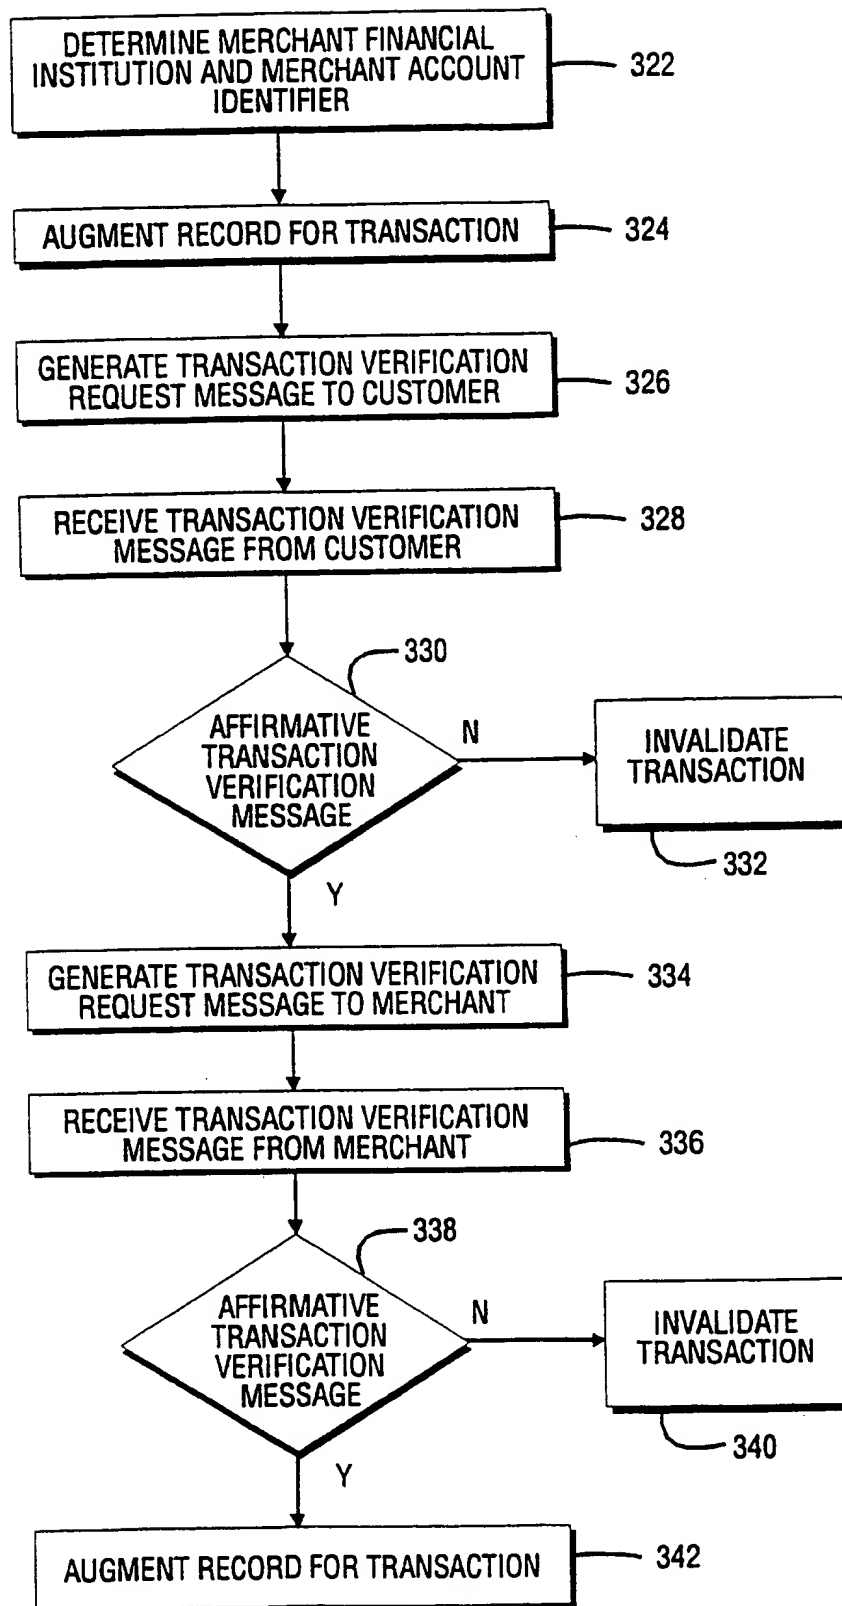 DETERMINE MERCHANT FINANCIAL
INSTITUTION AND MERCHANT ACCOUNT
IDENTIFIER
322
AUGMENT RECORD FOR TRANSACTION
324
GENERATE TRANSACTION VERIFICATION
REQUEST MESSAGE TO CUSTOMER
326
RECEIVE TRANSACTION VERIFICATION
MESSAGE FROM CUSTOMER
328
330
AFFIRMATIVE
TRANSACTION
VERIFICATION
MESSAGE
N
INVALIDATE
TRANSACTION
332
Y
GENERATE TRANSACTION VERIFICATION
REQUEST MESSAGE TO MERCHANT
334
RECEIVE TRANSACTION VERIFICATION
MESSAGE FROM MERCHANT
336
338
AFFIRMATIVE
TRANSACTION
VERIFICATION
MESSAGE
N
INVALIDATE
TRANSACTION
340
Y
AUGMENT RECORD FOR TRANSACTION
342